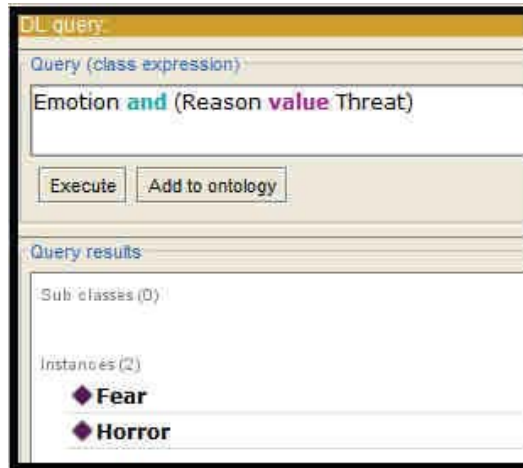 DL query:
Query (class expression)
Emotion and (Reason value Threat)
Execute Add to ontology
Query results
Sub classes (0)
Instances (2)
Fear
Horror